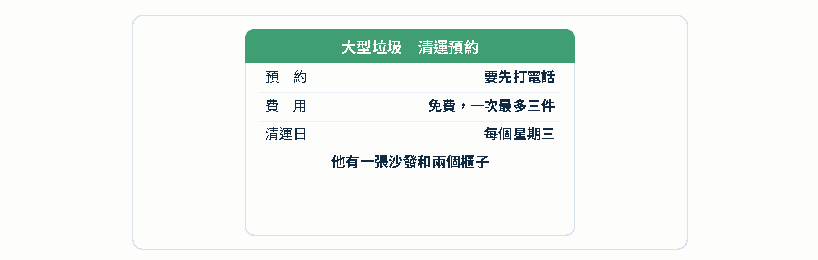 大型垃圾　清運預約
預　約　要先打電話
費　用　免費，一次最多三件
清運日　每個星期三
他有一張沙發和兩個櫃子